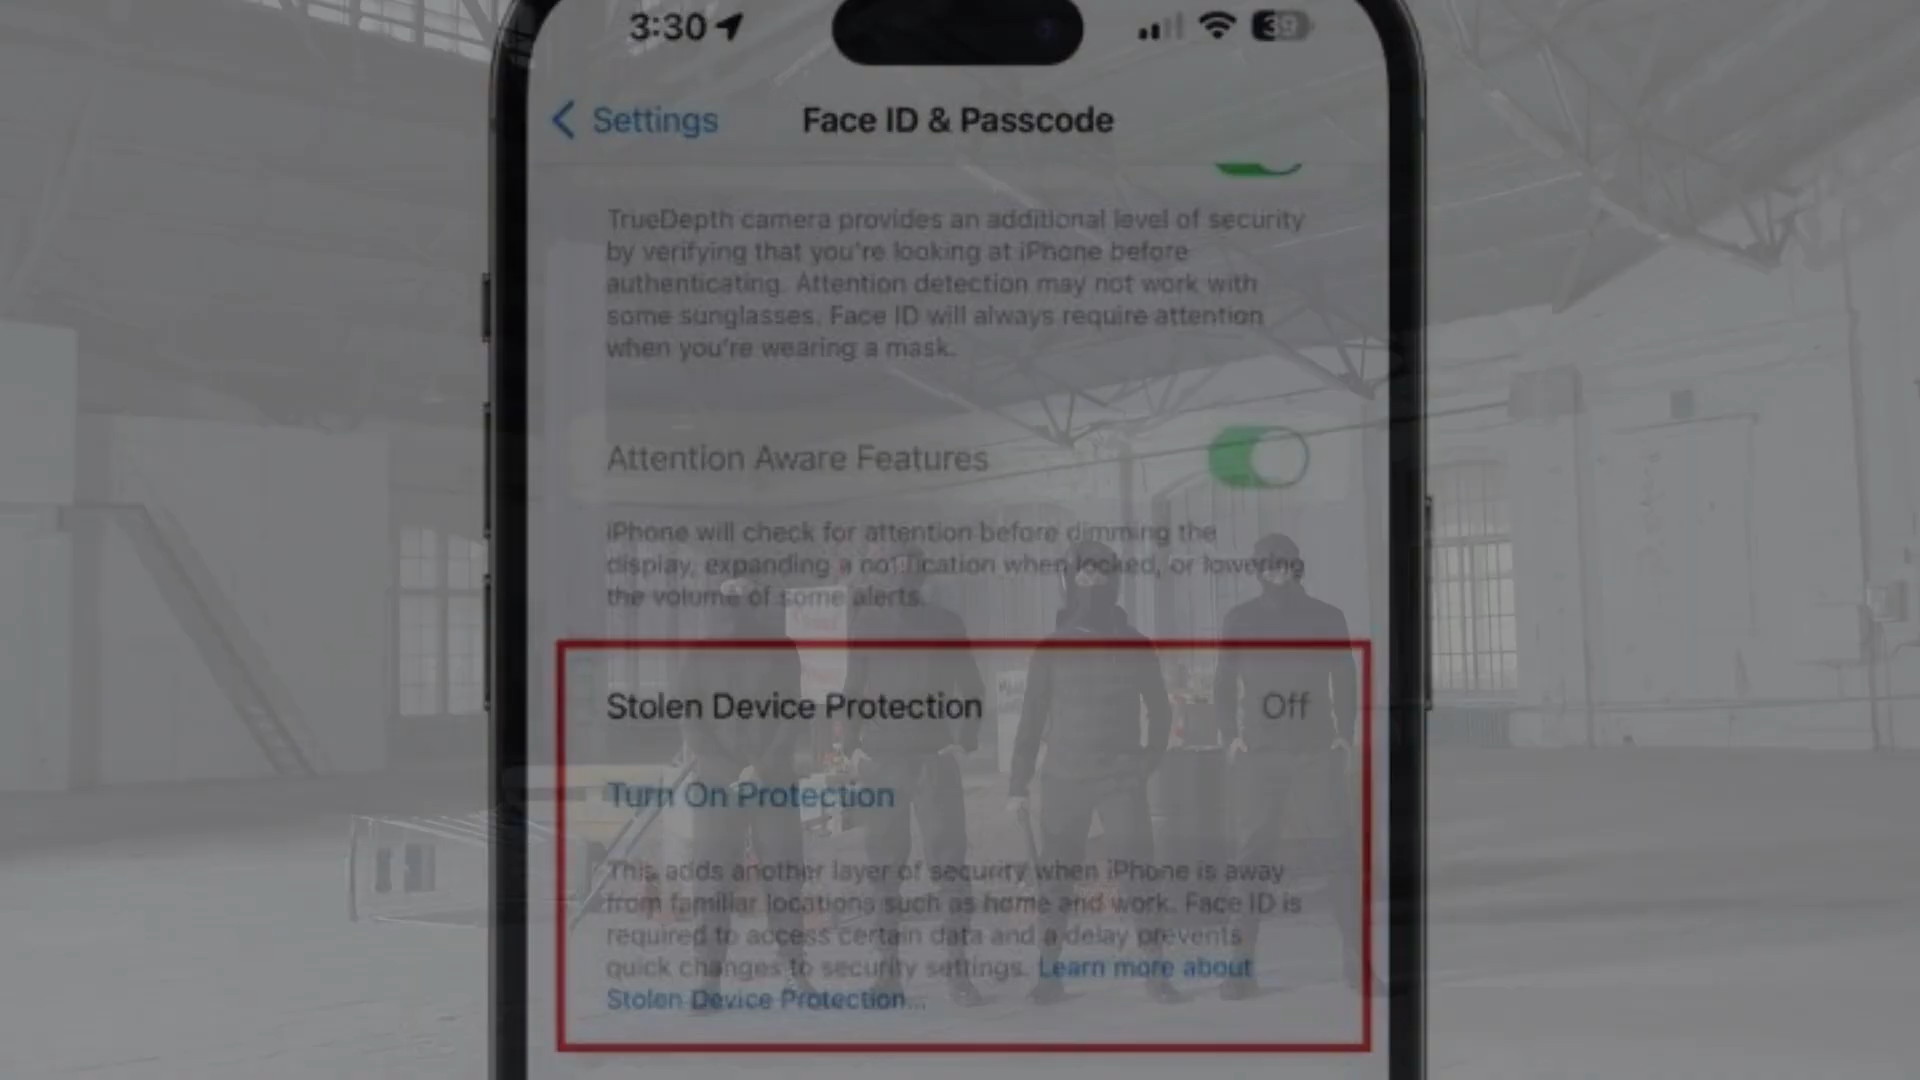 3:30
39
Settings
Face ID & Passcode
TrueDepth camera provides an additional level of security
by verifying that you're looking at iPhone before
authenticating. Attention detection may not work with
some sunglasses. Face ID will always require attention
when you're wearing a mask.
Attention Aware Features
iPhone will check for attention before dimming the
display, expanding a notification when locked, or lowering
the volume of some alerts.
Stolen Device Protection
Off
Turn On Protection
This adds another layer of security when iPhone is away
from familiar locations such as home and work. Face ID is
required to access certain data and a delay prevents
quick changes to security settings. Learn more about
Stolen Device Protection...